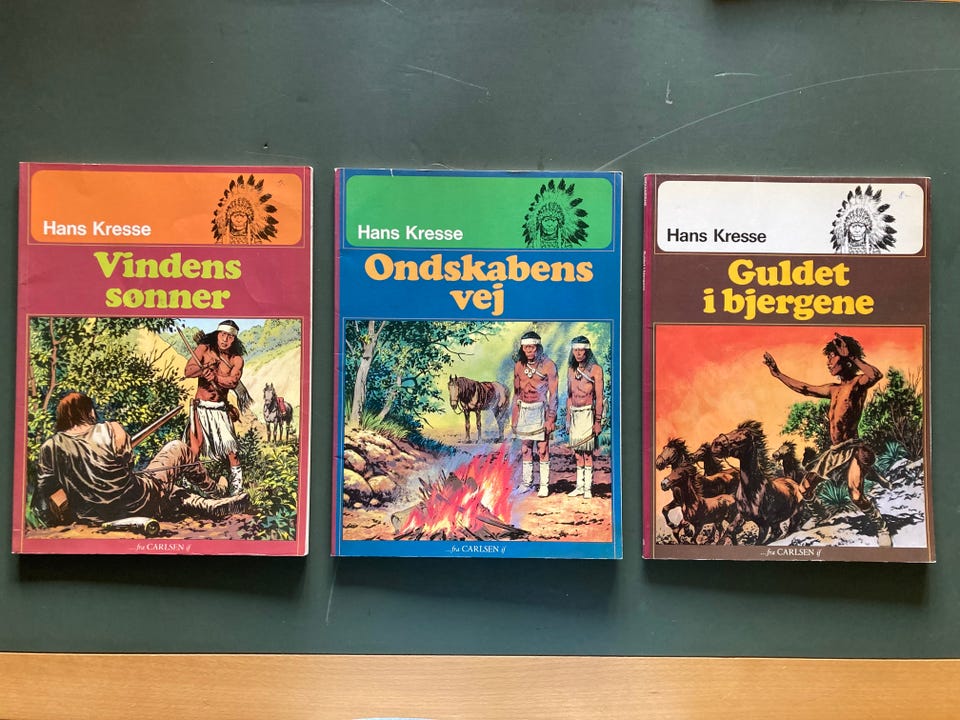 Hans Kresse
Vindens
sønner
...fra CARLSEN if
Hans Kresse
Ondskabens
vej
...fra CARLSEN if
Hans Kresse
Guldet
i bjergene
...fra CARLSEN if